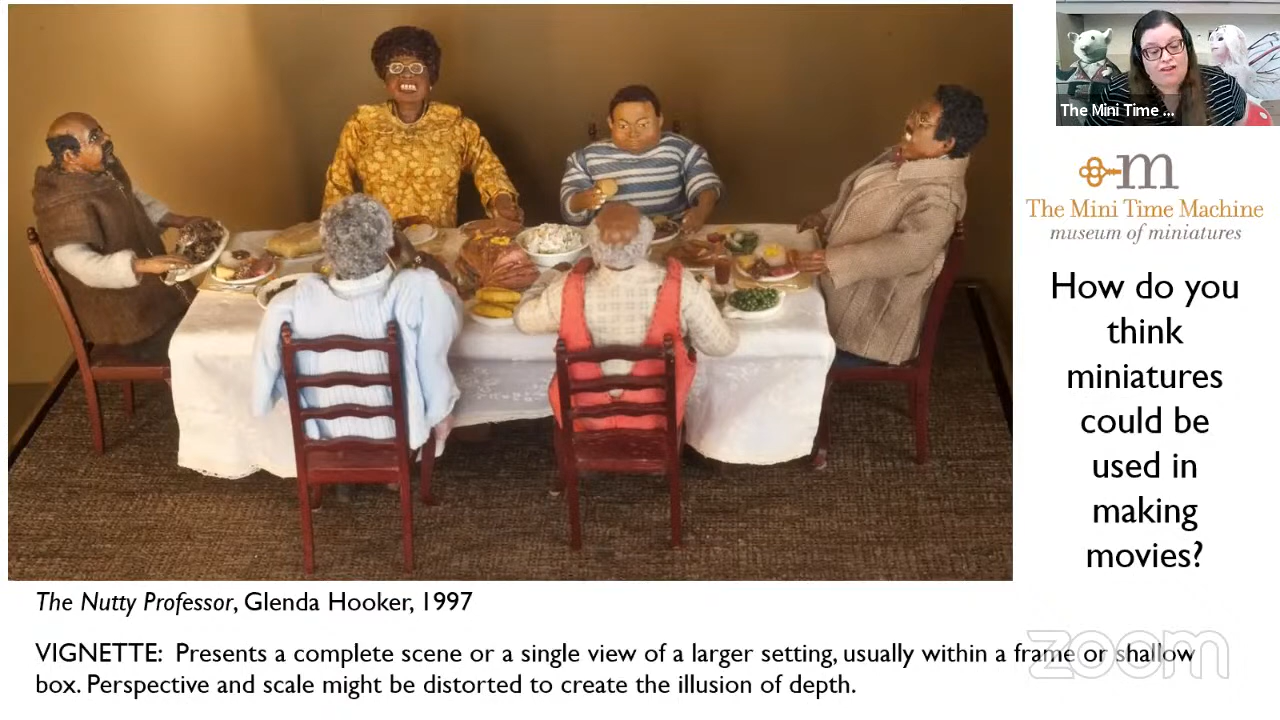 The Mini Time ...
m
The Mini Time Machine
museum of miniatures
How do you
think
miniatures
could be
used in
making
movies?
The Nutty Professor, Glenda Hooker, 1997
VIGNETTE:  Presents a complete scene or a single view of a larger setting, usually within a frame or shallow
box. Perspective and scale might be distorted to create the illusion of depth.
zoom